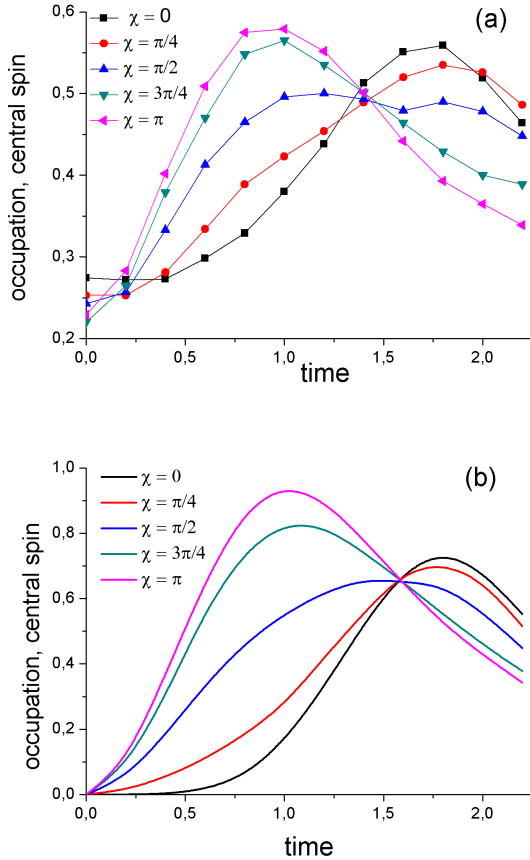 (a)
χ = 0
χ = π/4
χ = π/2
χ = 3π/4
χ = π
occupation, central spin
0,6
0,5
0,4
0,3
0,2
0,0 0,5 1,0 1,5 2,0
time
(b)
χ = 0
χ = π/4
χ = π/2
χ = 3π/4
χ = π
occupation, central spin
1,0
0,8
0,6
0,4
0,2
0,0
0,0 0,5 1,0 1,5 2,0
time